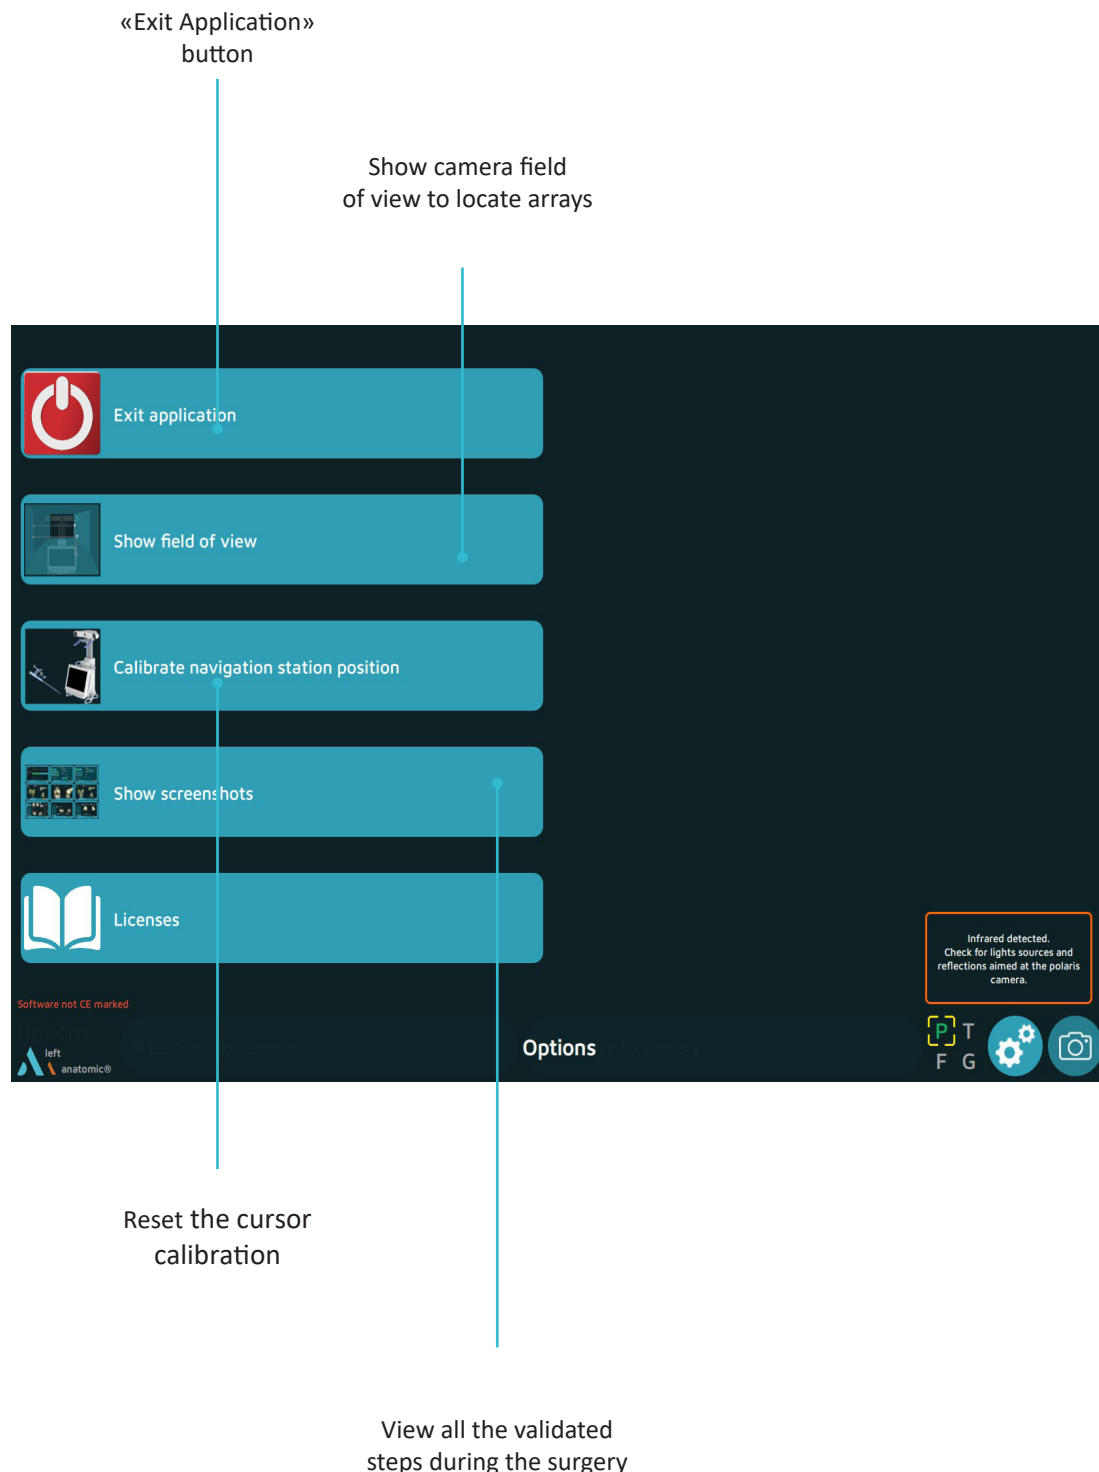 «Exit Application»
button
Show camera field
of view to locate arrays
Exit application
Show field of view
Calibrate navigation station position
Show screenshots
Licenses
Infrared detected.
Check for lights sources and
reflections aimed at the polaris
camera.
Software not CE marked
Options
left
anatomic®
Options
P T
F G
Reset the cursor
calibration
View all the validated
steps during the surgery